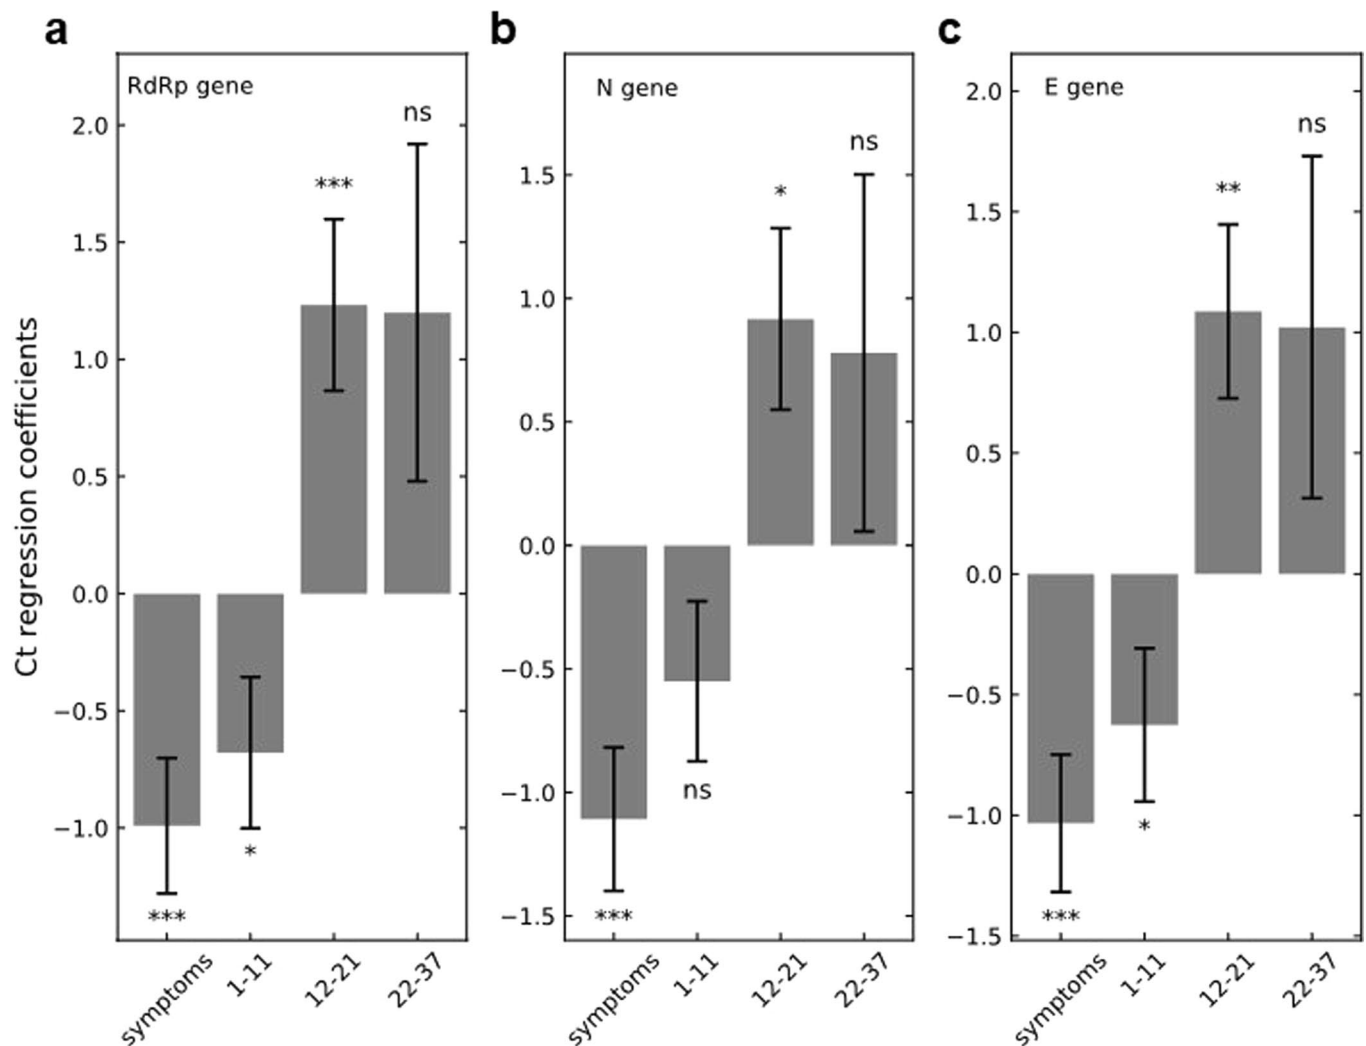 a
RdRp gene
Ct regression coefficients
2.0
1.5
1.0
0.5
0.0
−0.5
−1.0
***
*
***
ns
symptoms
1-11
12-21
22-37
b
N gene
1.5
1.0
0.5
0.0
−0.5
−1.0
−1.5
***
ns
*
ns
symptoms
1-11
12-21
22-37
c
E gene
2.0
1.5
1.0
0.5
0.0
−0.5
−1.0
−1.5
***
*
**
ns
symptoms
1-11
12-21
22-37